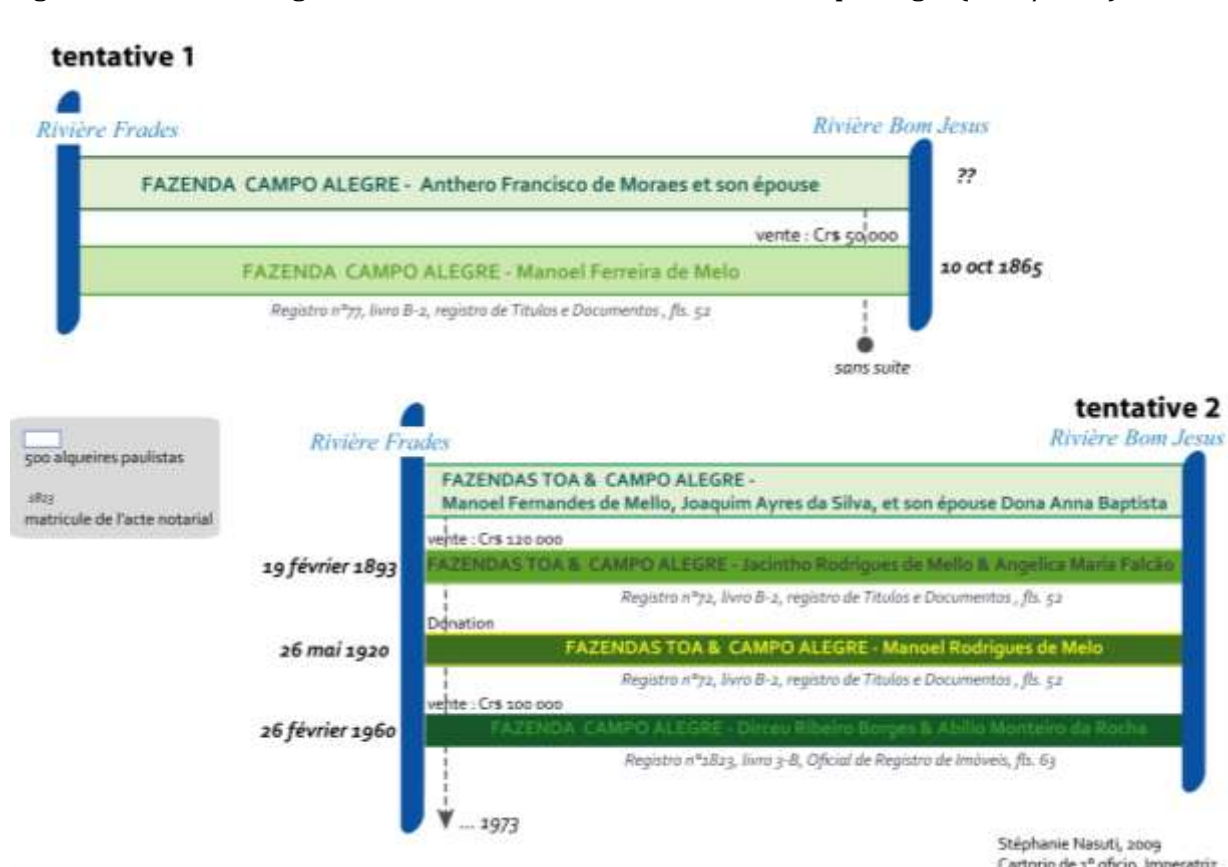 tentative 1
Rivière Frades
Rivière Bom Jesus
FAZENDA CAMPO ALEGRE - Anthero Francisco de Moraes et son épouse
??
vente : Cr$ 50 000
FAZENDA CAMPO ALEGRE - Manoel Ferreira de Melo
10 oct 1865
Registro n°77, livro B-2, registro de Titulos e Documentos , fls. 52
sans suite
tentative 2
Rivière Frades
Rivière Bom Jesus
500 alqueires paulistas
1823
matricule de l'acte notarial
FAZENDAS TOA & CAMPO ALEGRE -
Manoel Fernandes de Mello, Joaquim Ayres da Silva, et son épouse Dona Anna Baptista
vente : Cr$ 120 000
19 février 1893
FAZENDAS TOA & CAMPO ALEGRE - Jacintho Rodrigues de Mello & Angelica Maria Falcão
Registro n°72, livro B-2, registro de Titulos e Documentos , fls. 52
Donation
26 mai 1920
FAZENDAS TOA & CAMPO ALEGRE - Manoel Rodrigues de Melo
Registro n°72, livro B-2, registro de Titulos e Documentos , fls. 52
vente : Cr$ 100 000
26 février 1960
FAZENDA CAMPO ALEGRE - Dirceu Ribeiro Borges & Abilio Monteiro da Rocha
Registro n°1823, livro 3-B, Oficial de Registro de Imóveis, fls. 63
... 1973
Stéphanie Nasuti, 2009
Cartorio de 1° oficio, Imperatriz